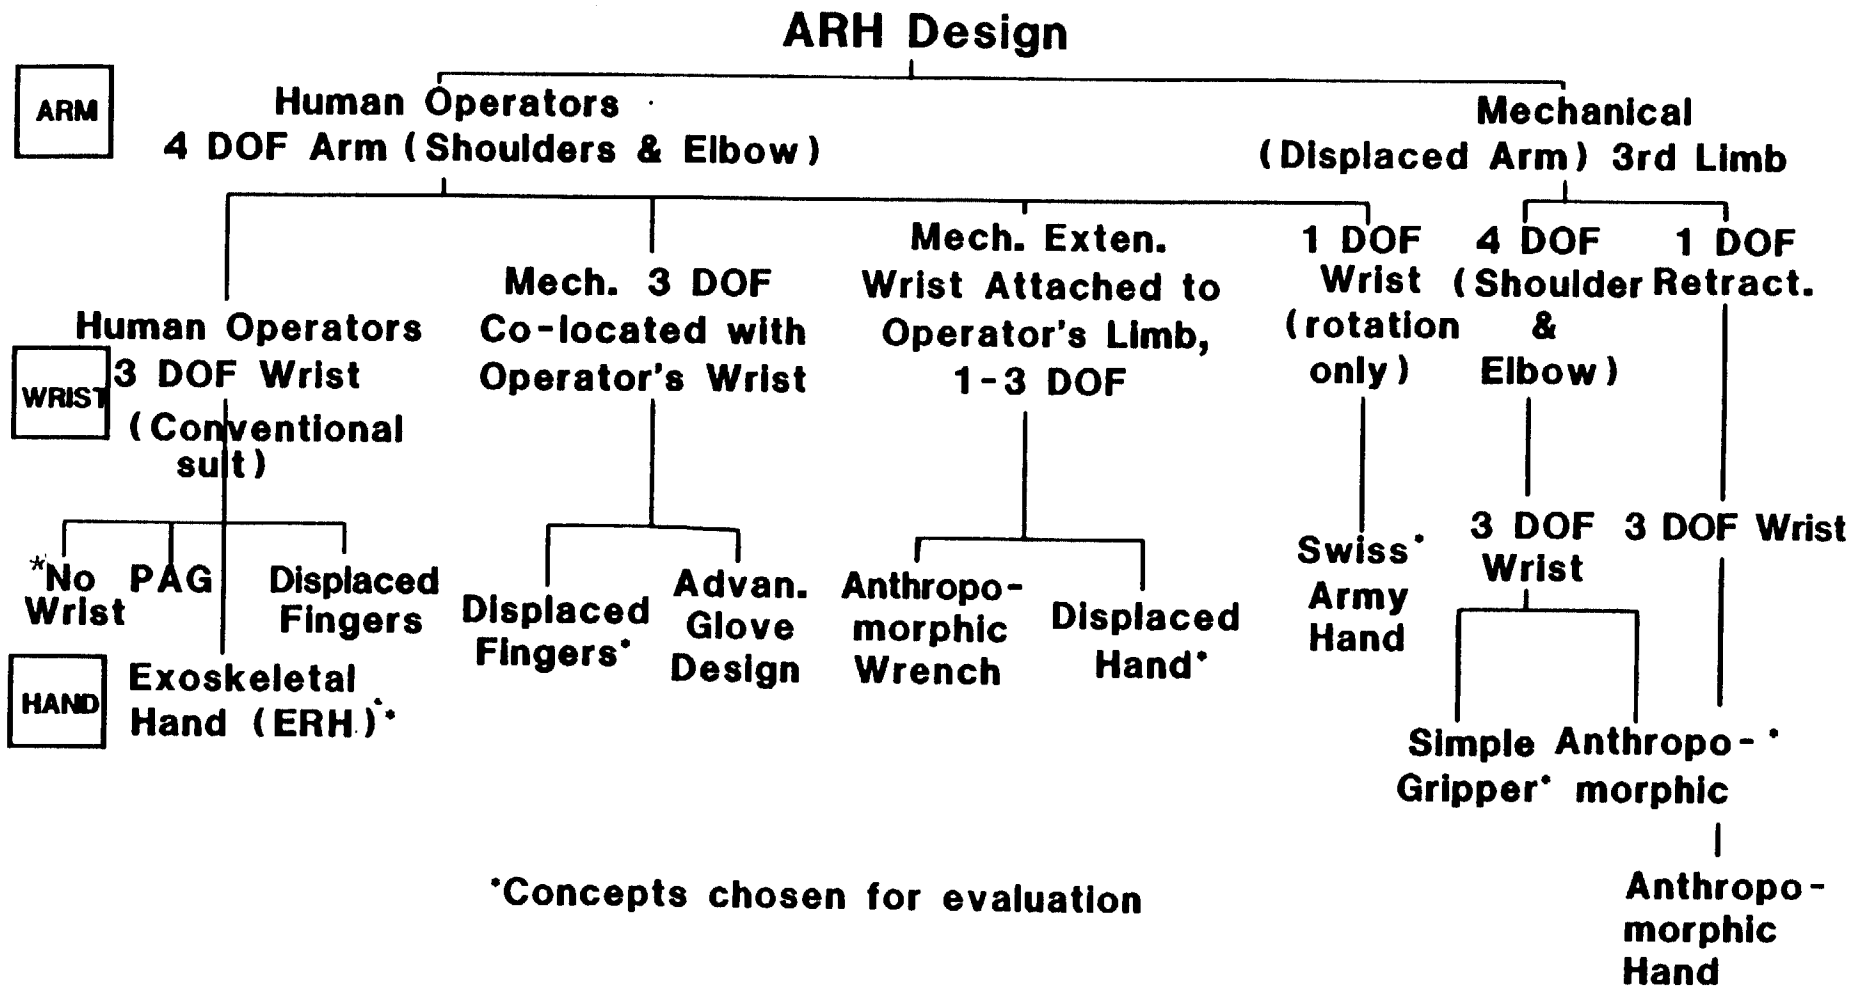 ARH Design
ARM
Human Operators
4 DOF Arm (Shoulders & Elbow)
Mechanical
(Displaced Arm) 3rd Limb
WRIST
Human Operators
3 DOF Wrist
(Conventional
suit)
Mech. 3 DOF
Co-located with
Operator's Wrist
Mech. Exten.
Wrist Attached to
Operator's Limb,
1-3 DOF
1 DOF
Wrist
(rotation
only)
4 DOF
(Shoulder
&
Elbow)
1 DOF
Retract.
3 DOF
Wrist
3 DOF Wrist
HAND
*No
Wrist
PAG
Displaced
Fingers
Exoskeletal
Hand (ERH)*
Displaced
Fingers*
Advan.
Glove
Design
Anthropo-
morphic
Wrench
Displaced
Hand*
Swiss*
Army
Hand
Simple
Gripper*
Anthropo-*
morphic
Anthropo-
morphic
Hand
*Concepts chosen for evaluation